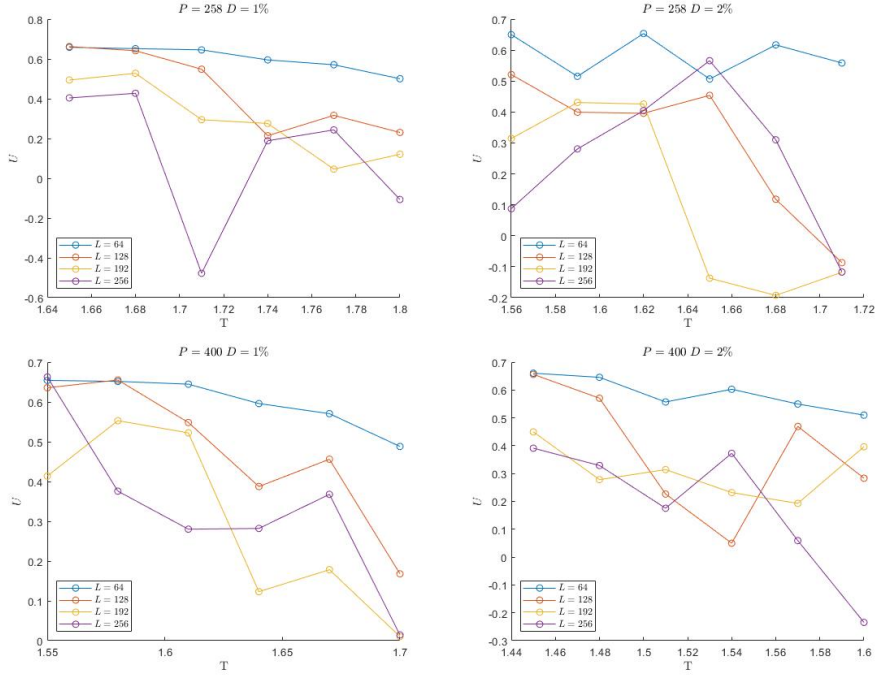 P = 258 D = 1%
0.8
0.6
0.4
0.2
0
-0.2
-0.4
-0.6
U
L = 64
L = 128
L = 192
L = 256
1.64 1.66 1.68 1.7 1.72 1.74 1.76 1.78 1.8
T
P = 258 D = 2%
0.7
0.6
0.5
0.4
0.3
0.2
0.1
0
-0.1
-0.2
U
L = 64
L = 128
L = 192
L = 256
1.56 1.58 1.6 1.62 1.64 1.66 1.68 1.7 1.72
T
P = 400 D = 1%
0.7
0.6
0.5
0.4
0.3
0.2
0.1
0
U
L = 64
L = 128
L = 192
L = 256
1.55 1.6 1.65 1.7
T
P = 400 D = 2%
0.7
0.6
0.5
0.4
0.3
0.2
0.1
0
-0.1
-0.2
-0.3
U
L = 64
L = 128
L = 192
L = 256
1.44 1.46 1.48 1.5 1.52 1.54 1.56 1.58 1.6
T